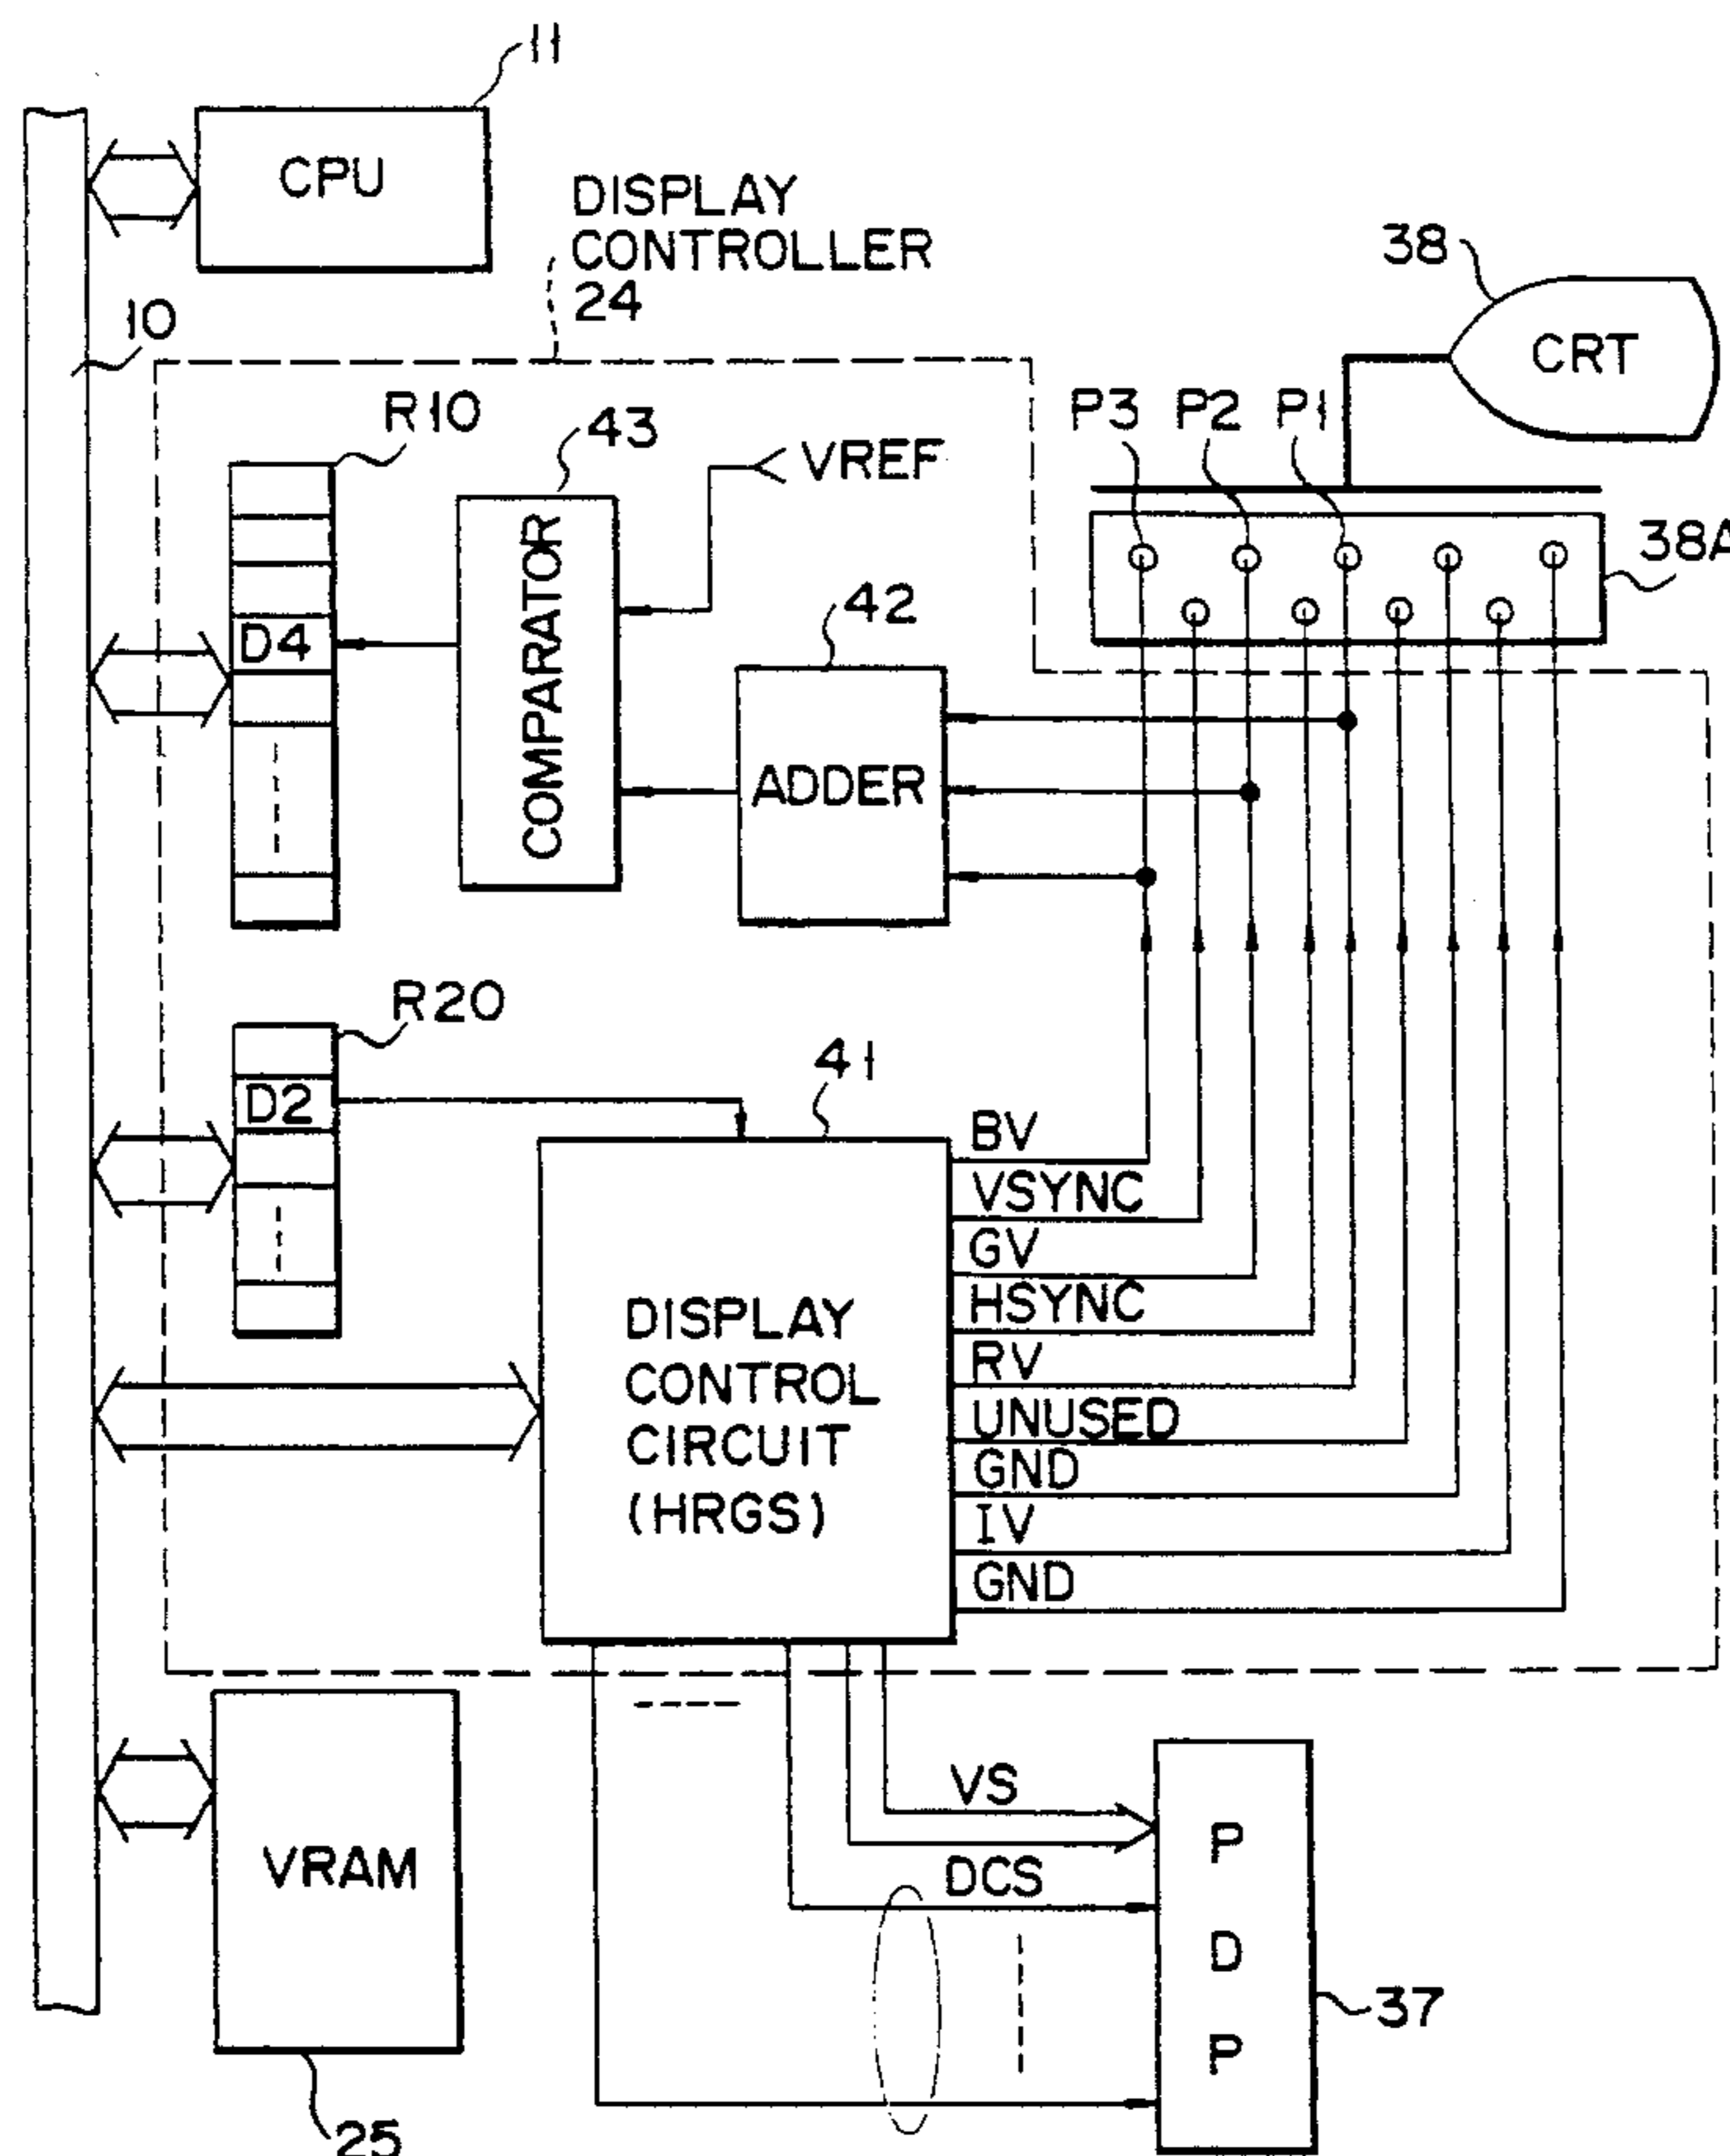 11
CPU
DISPLAY
CONTROLLER
24
10
38
CRT
R10
43
VREF
P3 P2 P1
38A
D4
COMPARATOR
42
ADDER
R20
D2
41
BV
VSYNC
GV
HSYNC
RV
UNUSED
GND
IV
GND
DISPLAY
CONTROL
CIRCUIT
(HRGS)
VS
DCS
VRAM
25
P
D
P
37